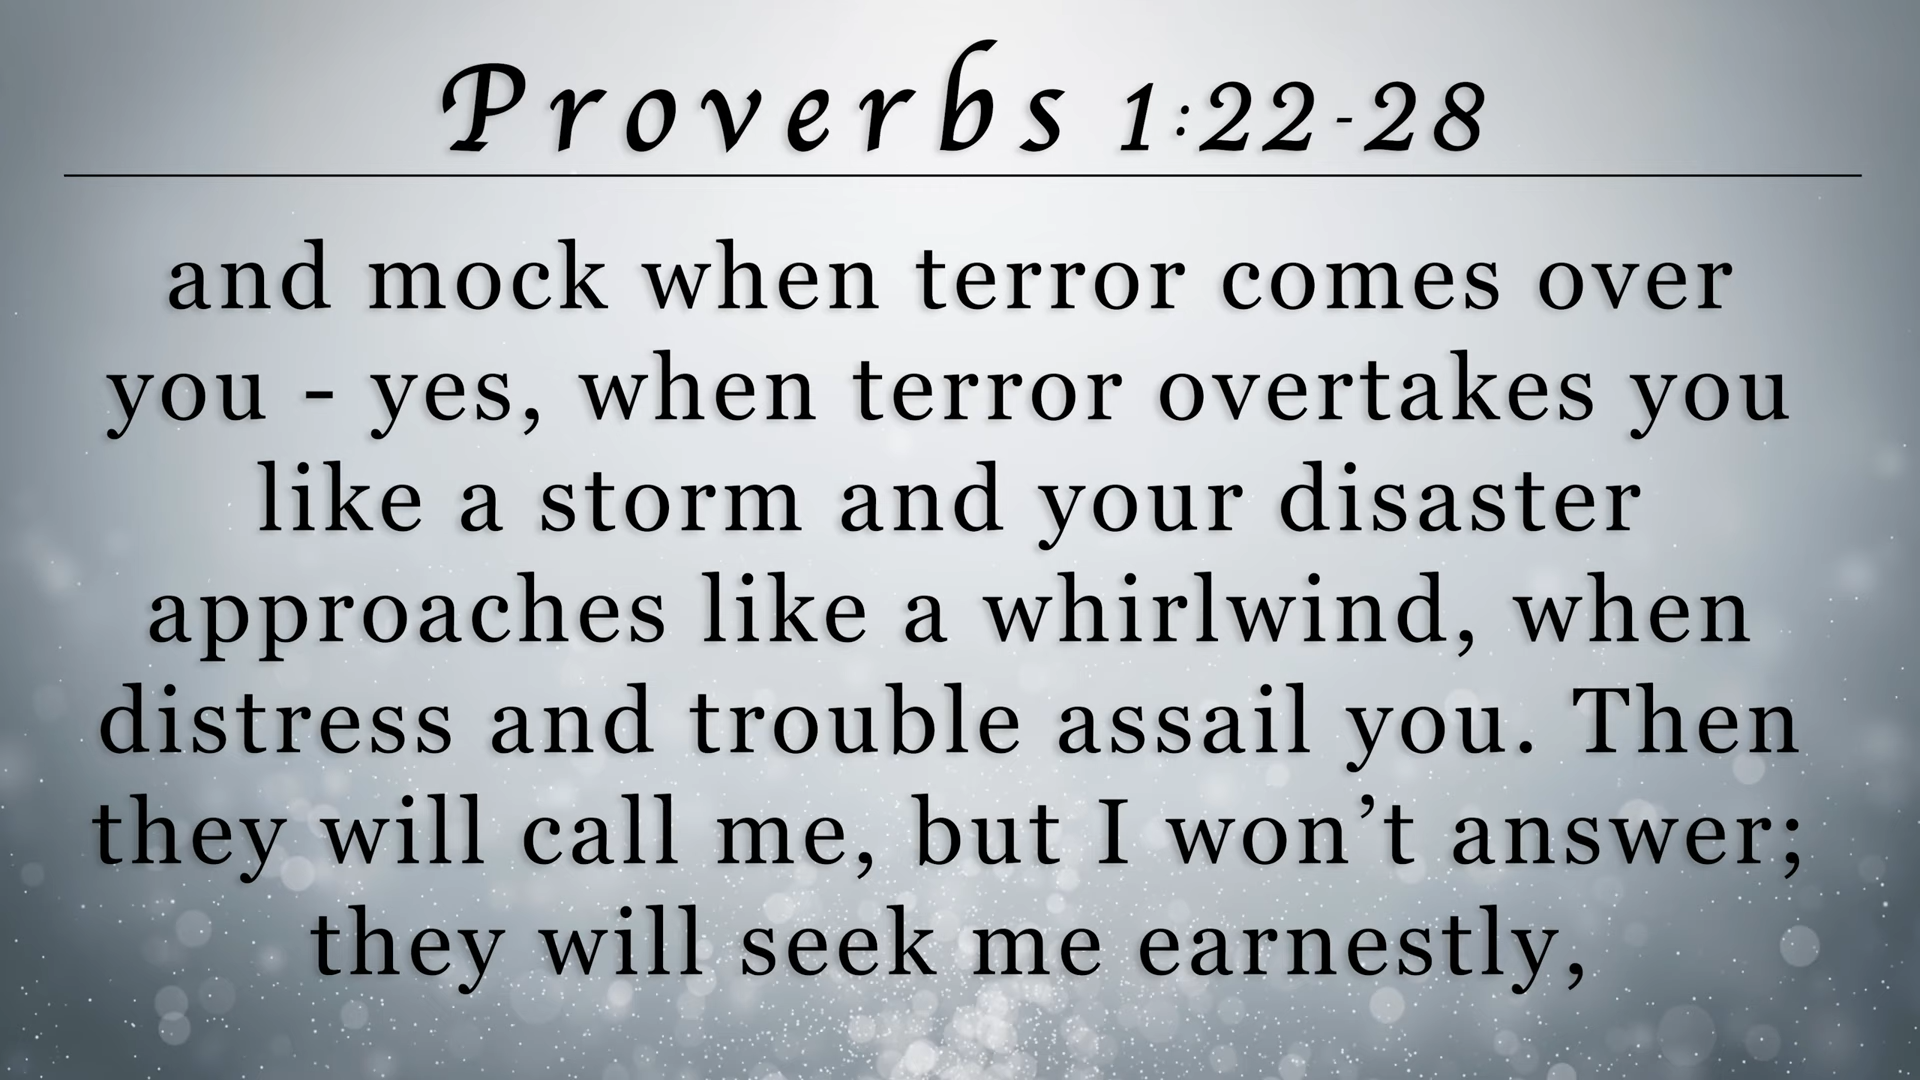 Proverbs 1:22-28
and mock when terror comes over
you - yes, when terror overtakes you
like a storm and your disaster
approaches like a whirlwind, when
distress and trouble assail you. Then
they will call me, but I won’t answer;
they will seek me earnestly,